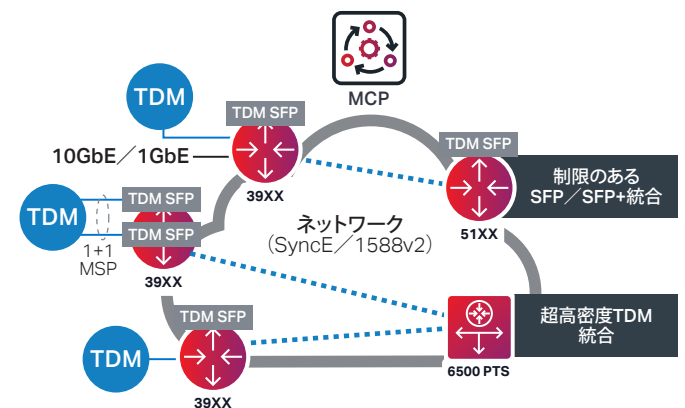 MCP
TDM
TDM SFP
10GbE／1GbE
39XX
TDM SFP
制限のある
SFP／SFP+統合
51XX
TDM
TDM SFP
TDM SFP
1+1
MSP
39XX
ネットワーク
（SyncE／1588v2）
TDM SFP
TDM
39XX
超高密度TDM
統合
6500 PTS